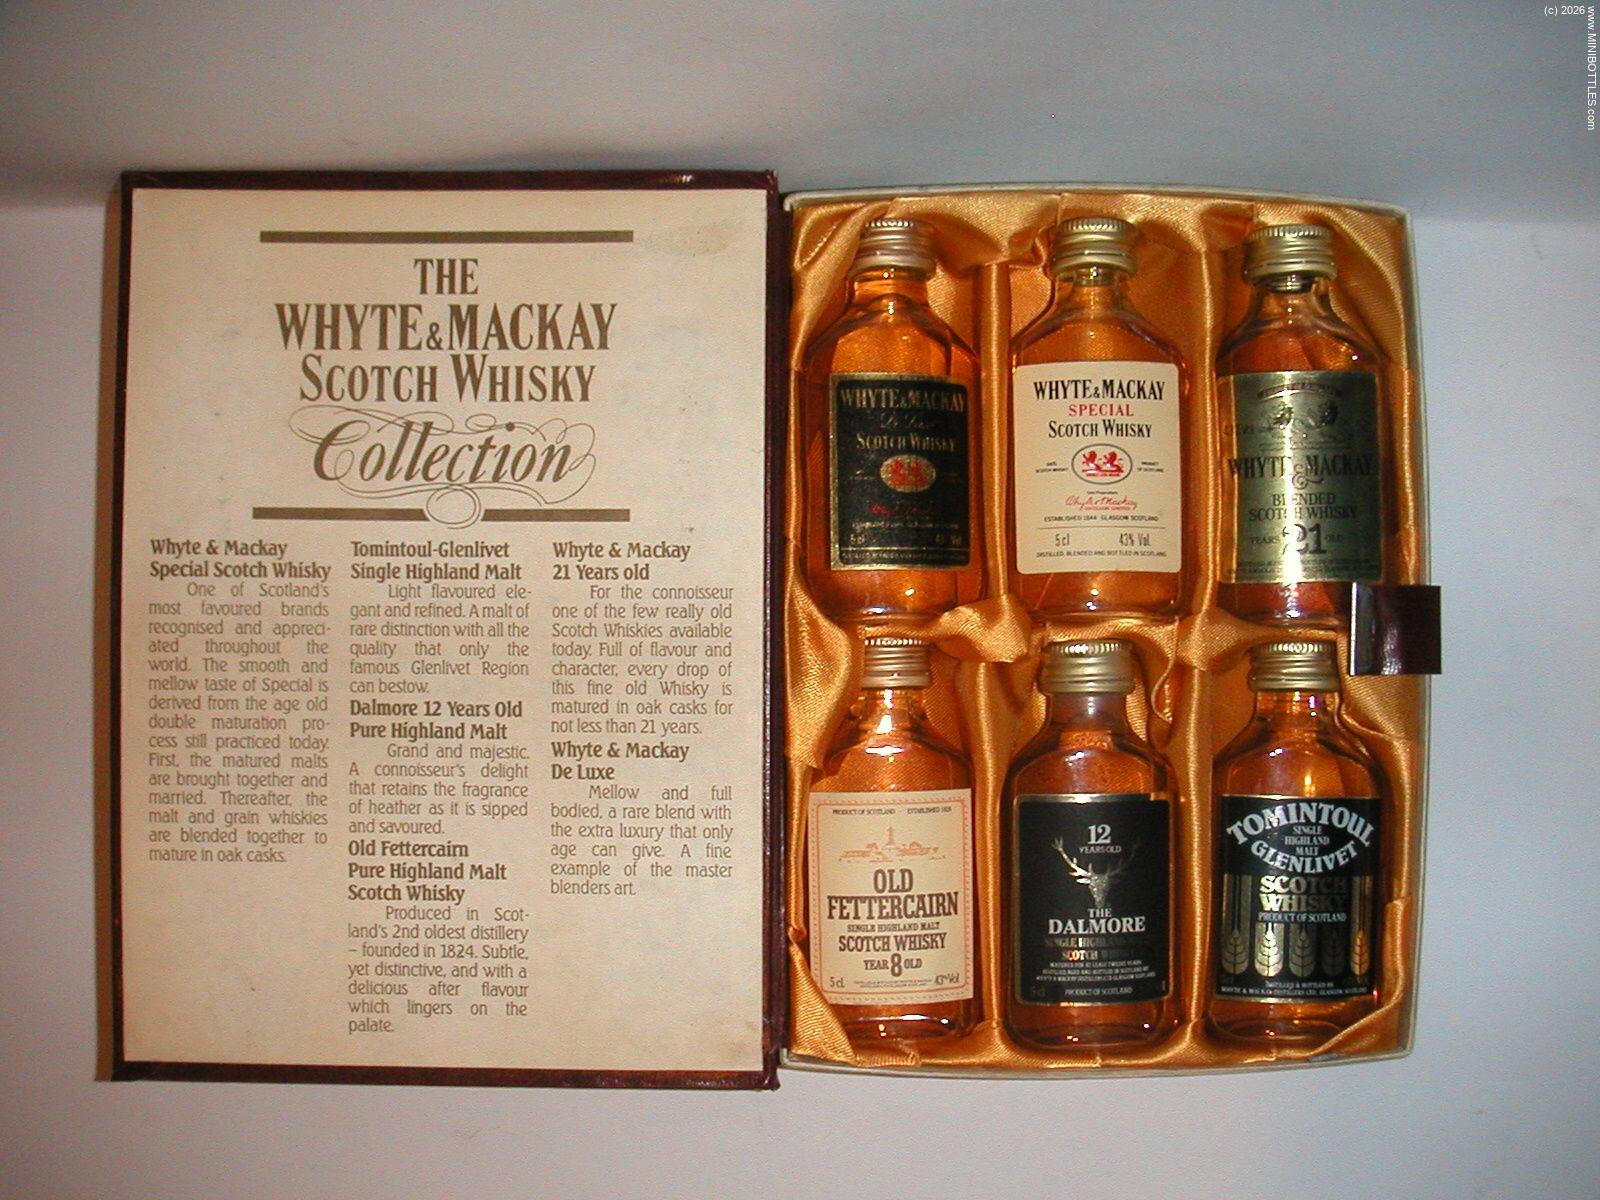 (c) 2026 www.MINIBOTTLES.com
THE
WHYTE & MACKAY
SCOTCH WHISKY
Collection
Whyte & Mackay
Special Scotch Whisky
One of Scotland's
most favoured brands
recognised and appreci-
ated throughout the
world. The smooth and
mellow taste of Special is
derived from the age old
double maturation pro-
cess still practiced today.
First, the matured malts
are brought together and
married. Thereafter, the
malt and grain whiskies
are blended together to
mature in oak casks.
Tomintoul-Glenlivet
Single Highland Malt
Light flavoured ele-
gant and refined. A malt of
rare distinction with all the
quality that only the
famous Glenlivet Region
can bestow.
Dalmore 12 Years Old
Pure Highland Malt
Grand and majestic.
A connoisseur's delight
that retains the fragrance
of heather as it is sipped
and savoured.
Old Fettercairn
Pure Highland Malt
Scotch Whisky
Produced in Scot-
land's 2nd oldest distillery
– founded in 1824. Subtle,
yet distinctive, and with a
delicious after flavour
which lingers on the
palate.
Whyte & Mackay
21 Years old
For the connoisseur
one of the few really old
Scotch Whiskies available
today. Full of flavour and
character, every drop of
this fine old Whisky is
matured in oak casks for
not less than 21 years.
Whyte & Mackay
De Luxe
Mellow and full
bodied, a rare blend with
the extra luxury that only
age can give. A fine
example of the master
blenders art.
WHYTE & MACKAY
De Luxe
SCOTCH WHISKY
WHYTE & MACKAY
SPECIAL
SCOTCH WHISKY
Whyte & Mackay
ESTABLISHED 1844 GLASGOW SCOTLAND
5 cl 43% Vol.
DISTILLED, BLENDED AND BOTTLED IN SCOTLAND
WHYTE & MACKAY
BLENDED
SCOTCH WHISKY
YEARS 21 OLD
PRODUCT OF SCOTLAND
OLD
FETTERCAIRN
SINGLE HIGHLAND MALT
SCOTCH WHISKY
YEAR 8 OLD
5 cl 43% Vol
12
YEARS OLD
THE
DALMORE
SINGLE HIGHLAND
SCOTCH
PRODUCT OF SCOTLAND
TOMINTOUL
SINGLE
HIGHLAND
MALT
GLENLIVET
SCOTCH
WHISKY
PRODUCT OF SCOTLAND
DISTILLED & BOTTLED BY